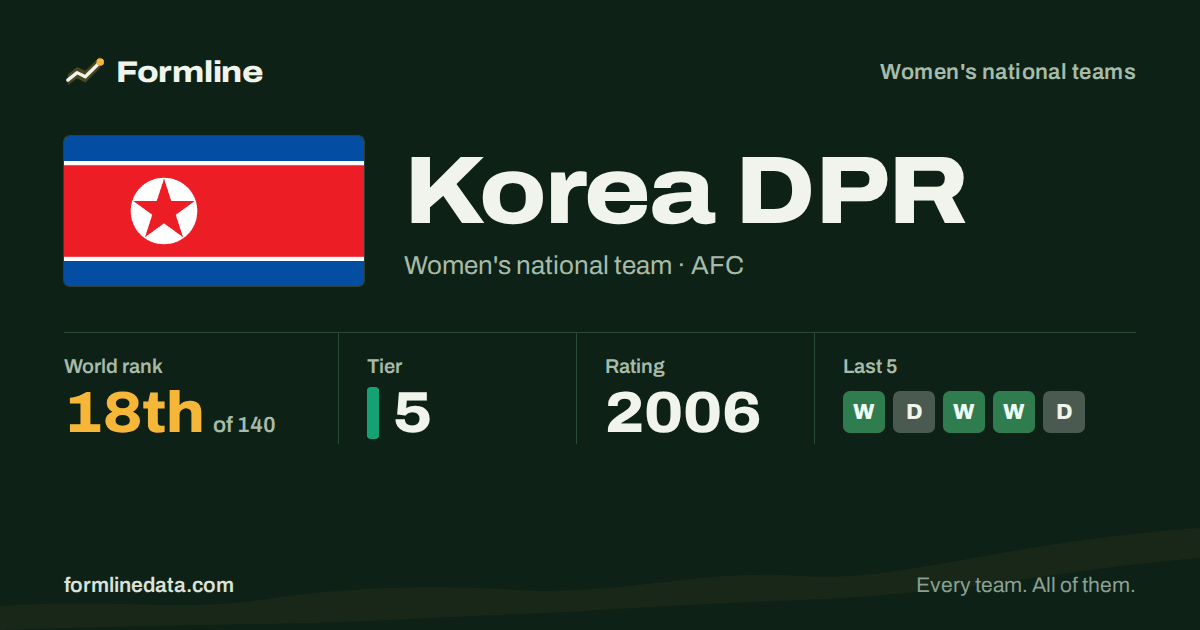 Formline
Women's national teams
Korea DPR
Women's national team · AFC
World rank
18th of 140
Tier
5
Rating
2006
Last 5
W D W W D
formlinedata.com
Every team. All of them.